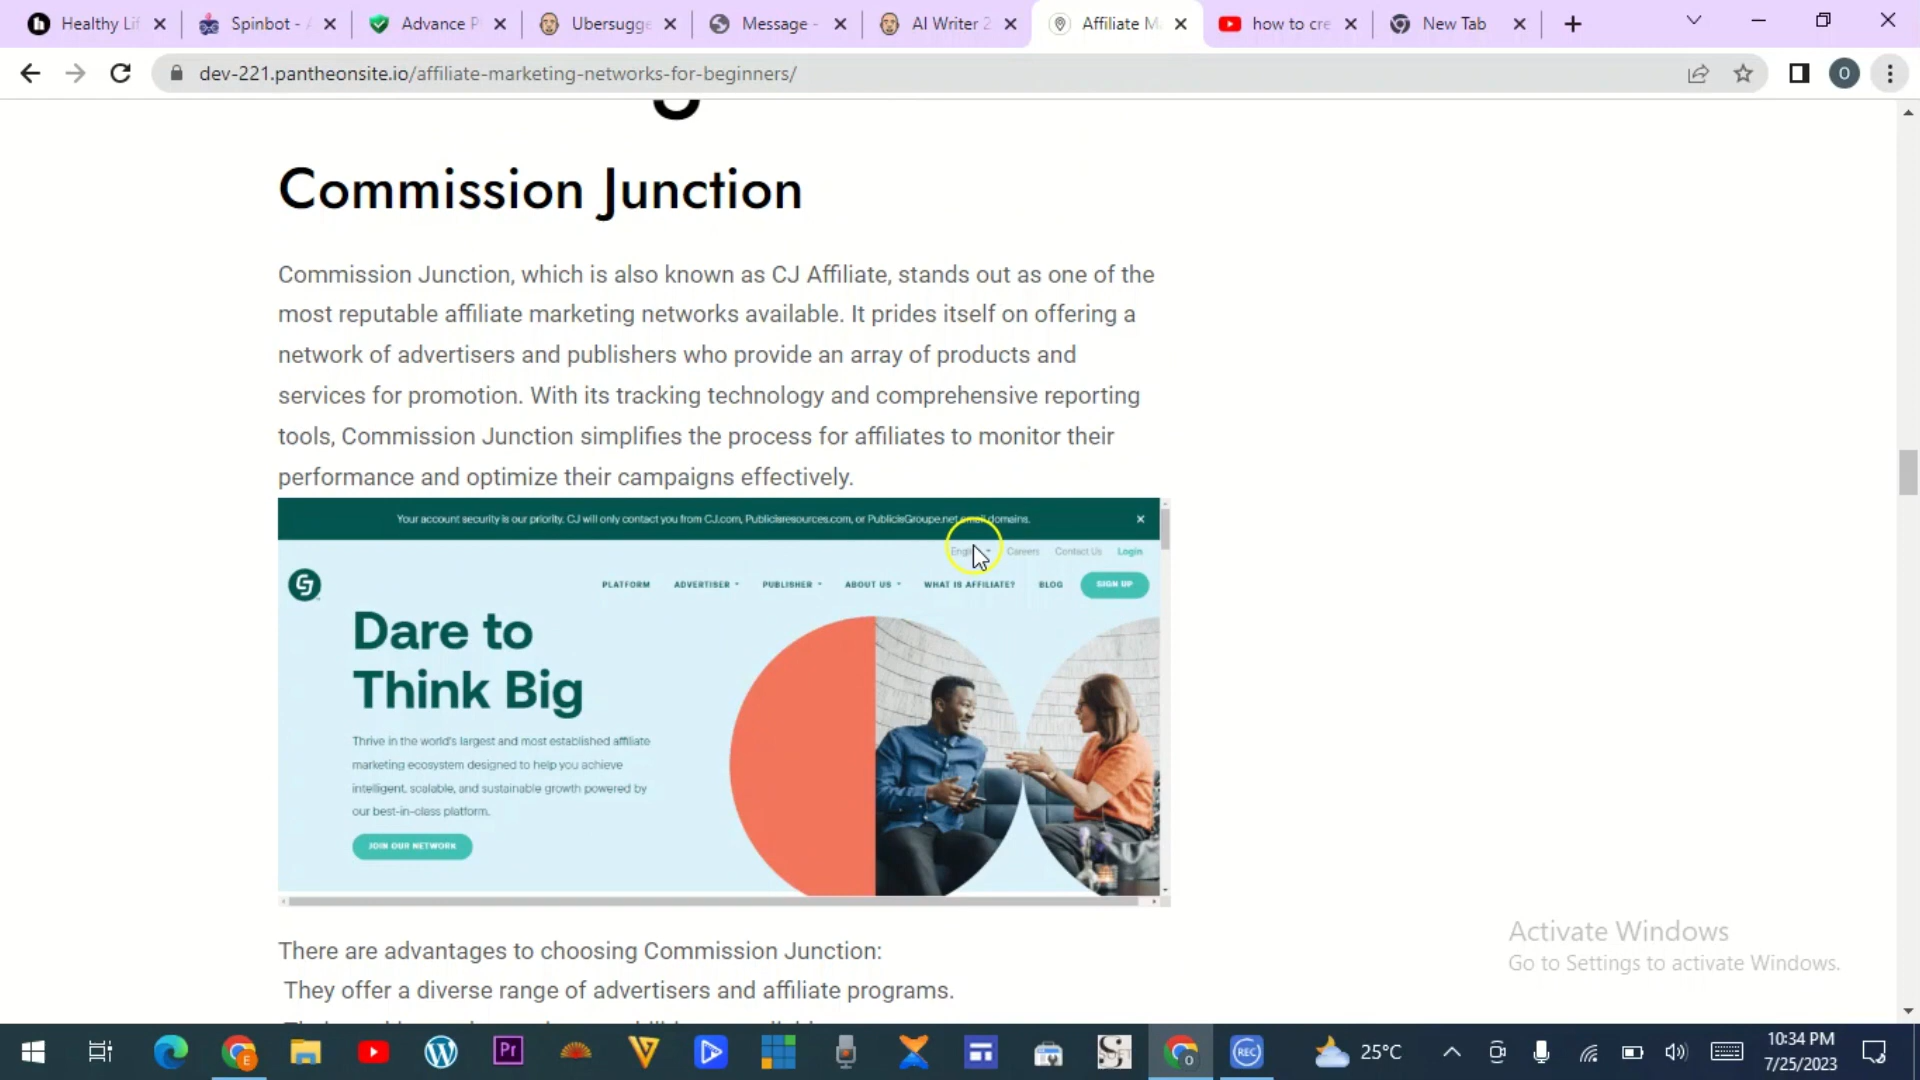 Healthy Lif
Spinbot - A
Advance P
Ubersugge
Message -
AI Writer 2
Affiliate M
how to cre
New Tab
dev-221.pantheonsite.io/affiliate-marketing-networks-for-beginners/
O
Commission Junction
Commission Junction, which is also known as CJ Affiliate, stands out as one of the
most reputable affiliate marketing networks available. It prides itself on offering a
network of advertisers and publishers who provide an array of products and
services for promotion. With its tracking technology and comprehensive reporting
tools, Commission Junction simplifies the process for affiliates to monitor their
performance and optimize their campaigns effectively.
Your account security is our priority. CJ will only contact you from CJ.com, Publicisresources.com, or PublicisGroupe.net email domains.
English Careers Contact Us Login
CJ PLATFORM ADVERTISER PUBLISHER ABOUT US WHAT IS AFFILIATE? BLOG SIGN UP
Dare to
Think Big
Thrive in the world's largest and most established affiliate
marketing ecosystem designed to help you achieve
intelligent, scalable, and sustainable growth powered by
our best-in-class platform.
JOIN OUR NETWORK
There are advantages to choosing Commission Junction:
They offer a diverse range of advertisers and affiliate programs.
Activate Windows
Go to Settings to activate Windows.
E
Pr
REC
25°C
10:34 PM
7/25/2023